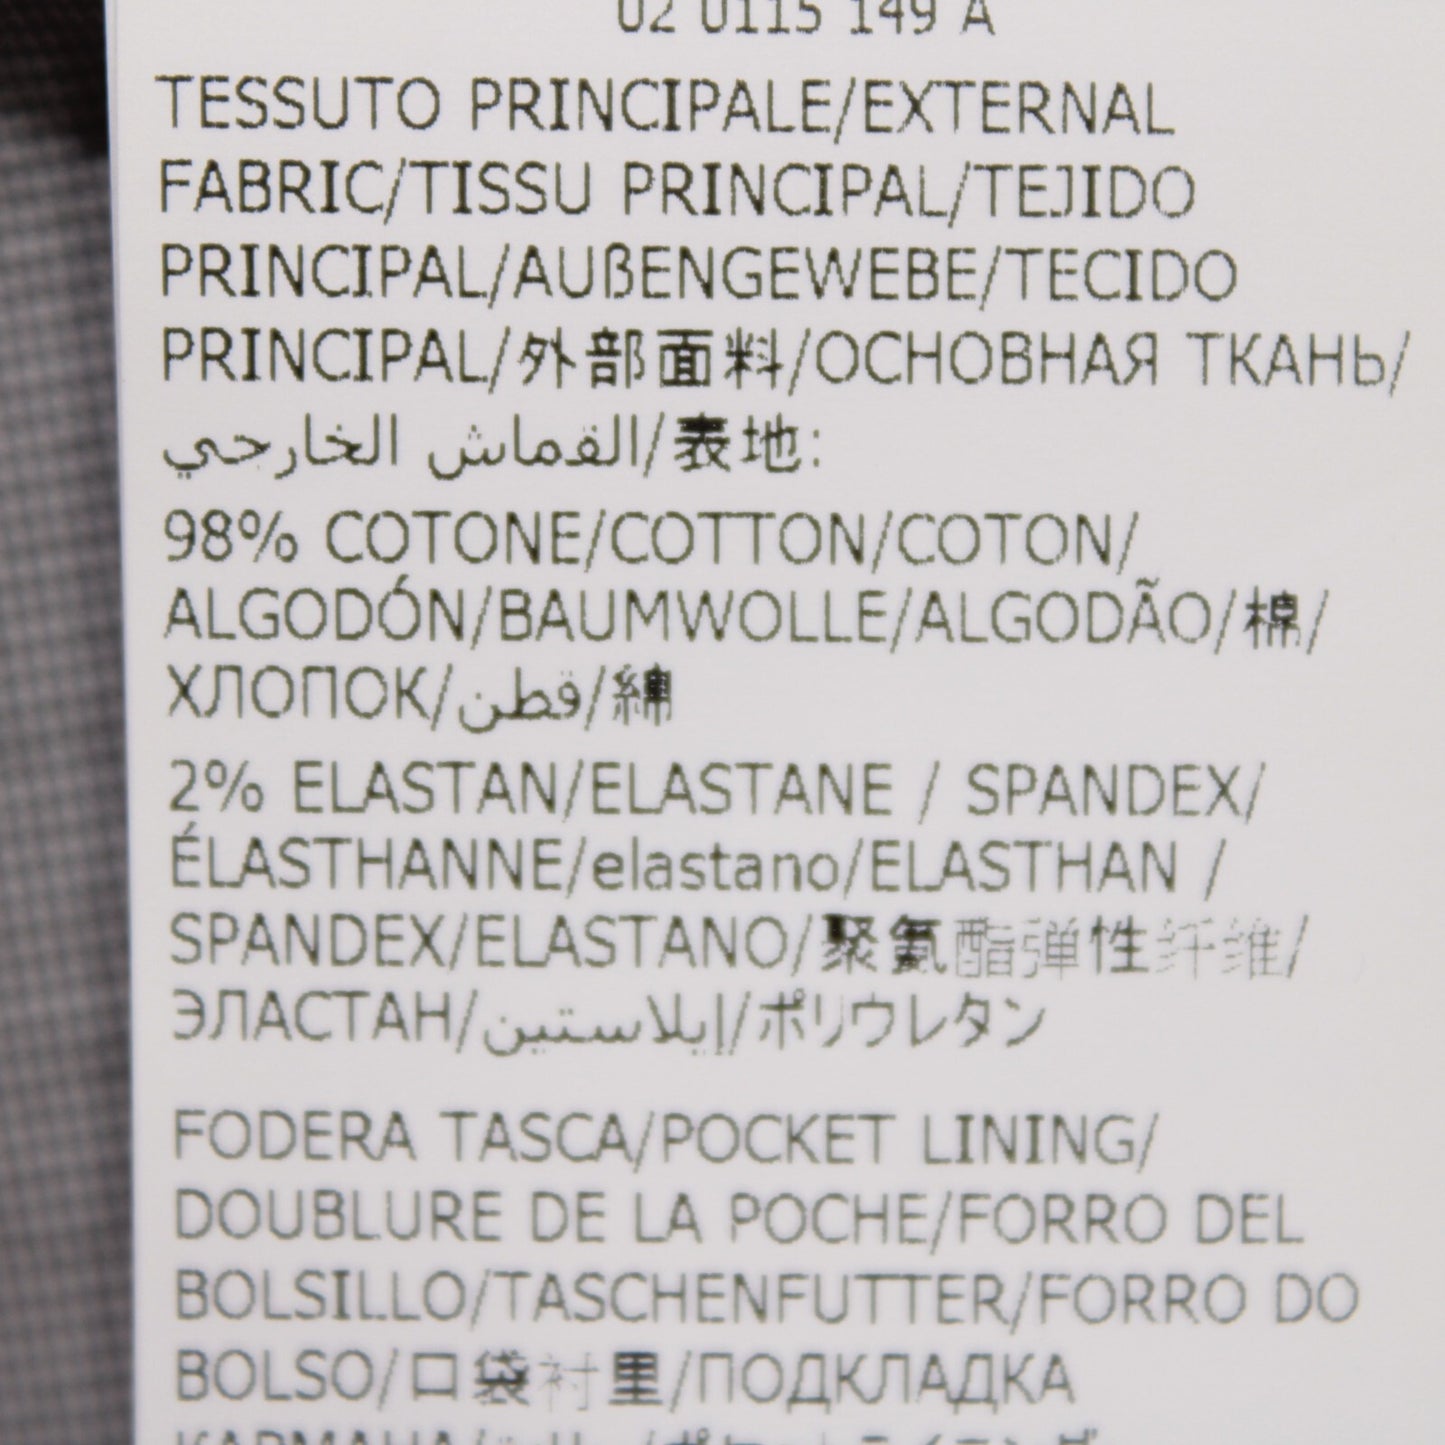 02 0115 149 A
TESSUTO PRINCIPALE/EXTERNAL
FABRIC/TISSU PRINCIPAL/TEJIDO
PRINCIPAL/AUßENGEWEBE/TECIDO
PRINCIPAL/外部面料/ОСНОВНАЯ ТКАНЬ/
القماش الخارجي/表地:
98% COTONE/COTTON/COTON/
ALGODÓN/BAUMWOLLE/ALGODÃO/棉/
ХЛОПОК/قطن/綿
2% ELASTAN/ELASTANE / SPANDEX/
ÉLASTHANNE/elastano/ELASTHAN /
SPANDEX/ELASTANO/聚氨酯弹性纤维/
ЭЛАСТАН/إيلاستين/ポリウレタン
FODERA TASCA/POCKET LINING/
DOUBLURE DE LA POCHE/FORRO DEL
BOLSILLO/TASCHENFUTTER/FORRO DO
BOLSO/口袋衬里/ПОДКЛАДКА